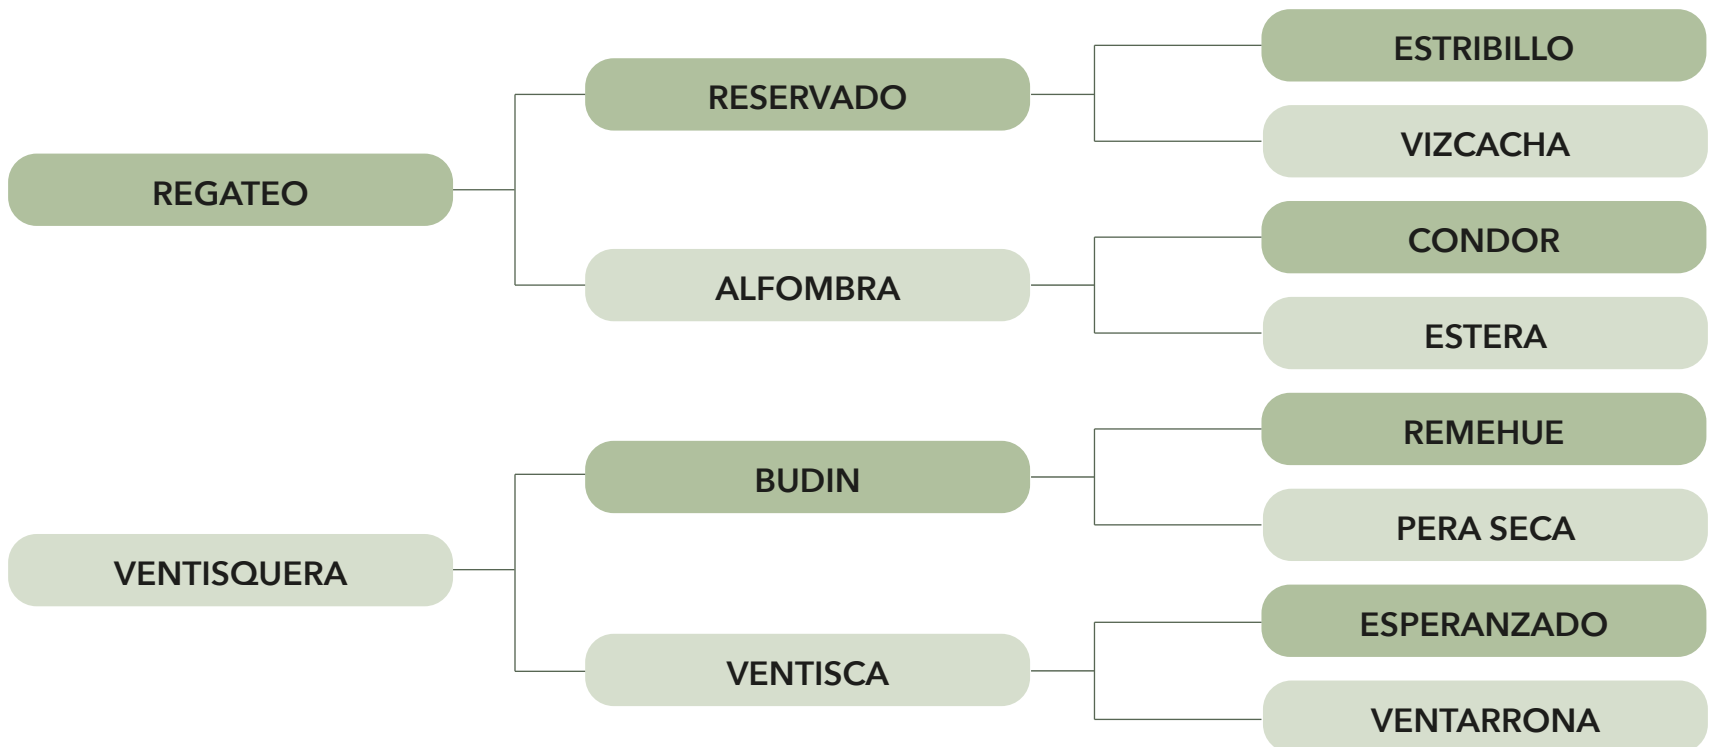 REGATEO
RESERVADO
ESTRIBILLO
VIZCACHA
ALFOMBRA
CONDOR
ESTERA
VENTISQUERA
BUDIN
REMEHUE
PERA SECA
VENTISCA
ESPERANZADO
VENTARRONA